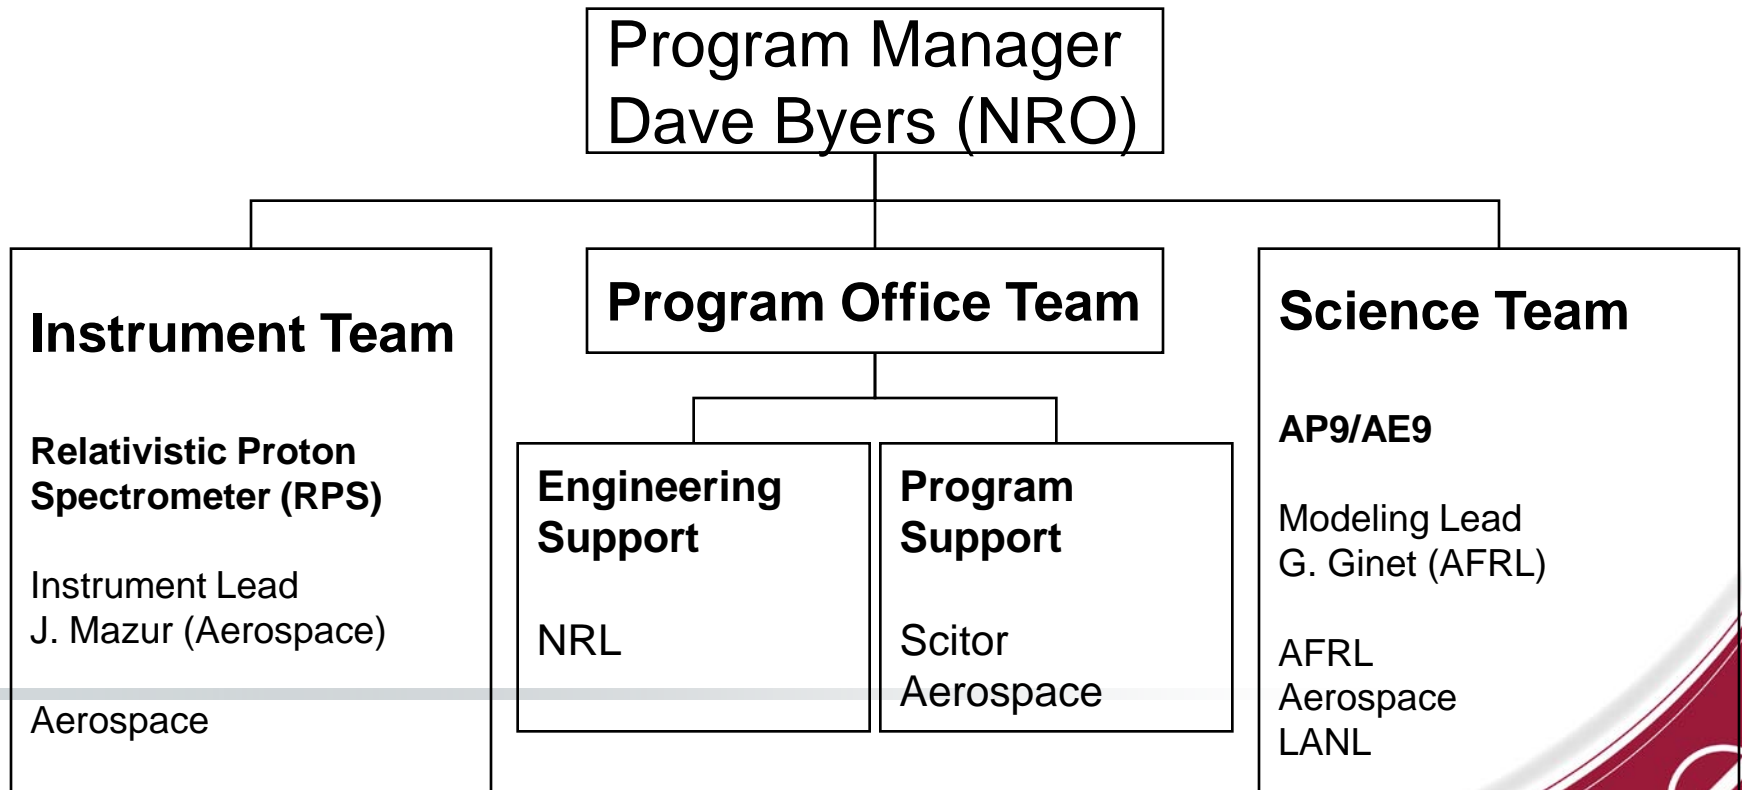 Program Manager
Dave Byers (NRO)
Instrument Team
Relativistic Proton
Spectrometer (RPS)
Instrument Lead
J. Mazur (Aerospace)
Aerospace
Program Office Team
Engineering
Support
NRL
Program
Support
Scitor
Aerospace
Science Team
AP9/AE9
Modeling Lead
G. Ginet (AFRL)
AFRL
Aerospace
LANL